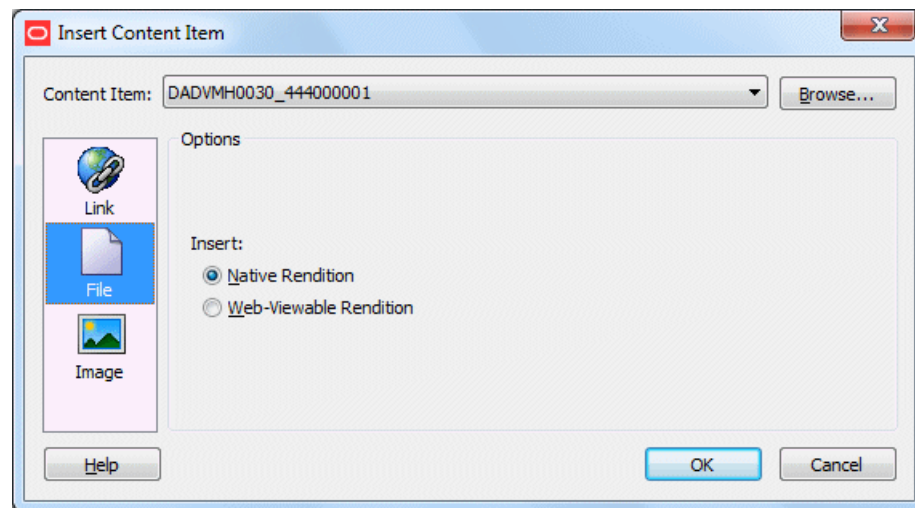 Insert Content Item
Content Item: DADVMH0030_444000001 Browse...
Options
Link
File
Image
Insert:
Native Rendition
Web-Viewable Rendition
Help OK Cancel